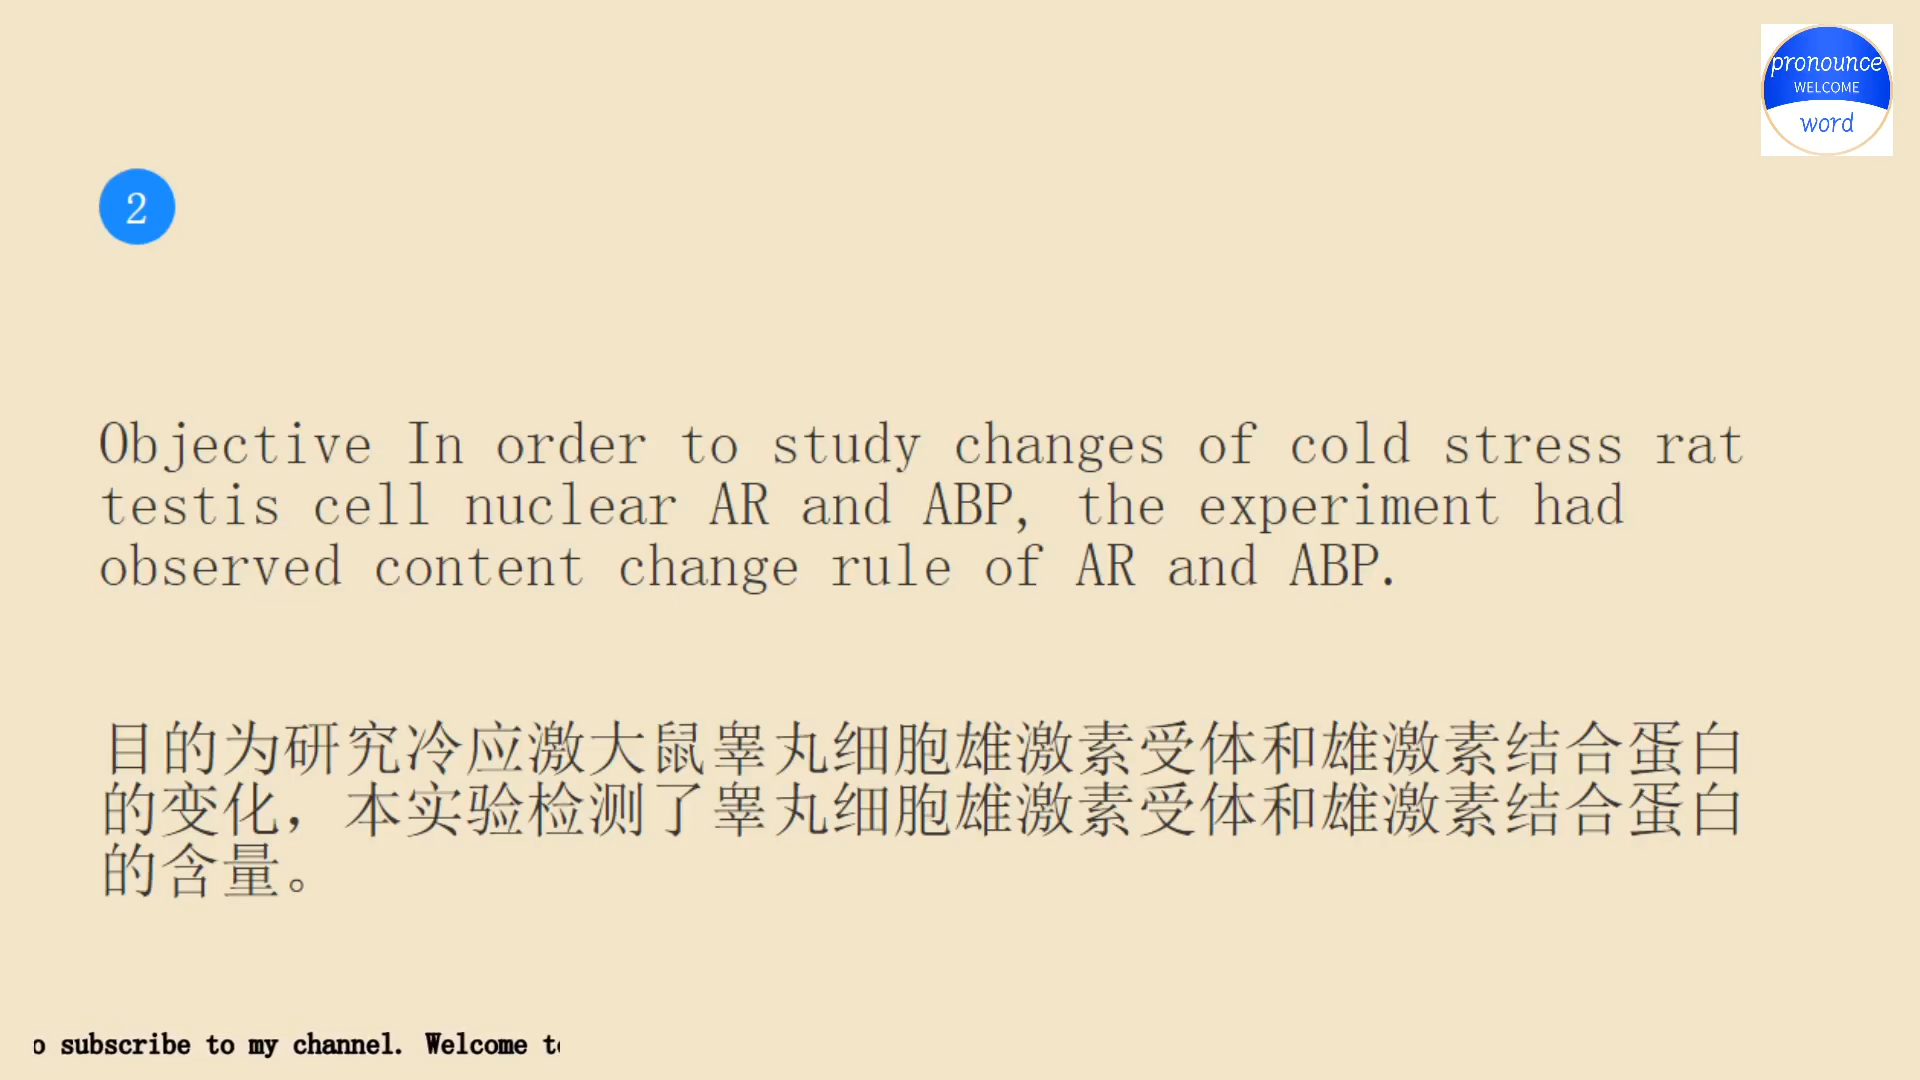 pronounce
WELCOME
word
2
Objective In order to study changes of cold stress rat
testis cell nuclear AR and ABP, the experiment had
observed content change rule of AR and ABP.
目的为研究冷应激大鼠睾丸细胞雄激素受体和雄激素结合蛋白
的变化，本实验检测了睾丸细胞雄激素受体和雄激素结合蛋白
的含量。
o subscribe to my channel. Welcome to